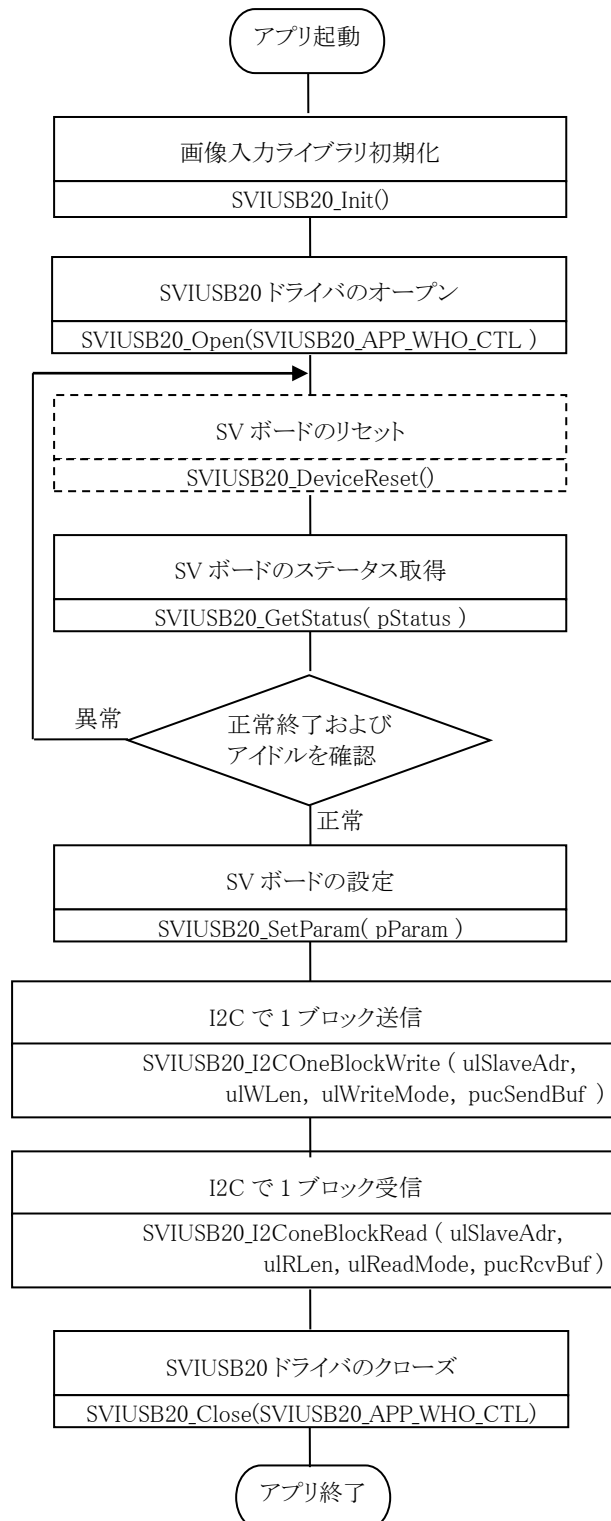 アプリ起動
画像入力ライブラリ初期化
SVIUSB20_Init()
SVIUSB20 ドライバのオープン
SVIUSB20_Open(SVIUSB20_APP_WHO_CTL )
SV ボードのリセット
SVIUSB20_DeviceReset()
SV ボードのステータス取得
SVIUSB20_GetStatus( pStatus )
異常
正常終了および
アイドルを確認
正常
SV ボードの設定
SVIUSB20_SetParam( pParam )
I2C で 1 ブロック送信
SVIUSB20_I2COneBlockWrite ( ulSlaveAdr,
ulWLen, ulWriteMode, pucSendBuf )
I2C で 1 ブロック受信
SVIUSB20_I2ConeBlockRead ( ulSlaveAdr,
ulRLen, ulReadMode, pucRcvBuf )
SVIUSB20 ドライバのクローズ
SVIUSB20_Close(SVIUSB20_APP_WHO_CTL)
アプリ終了